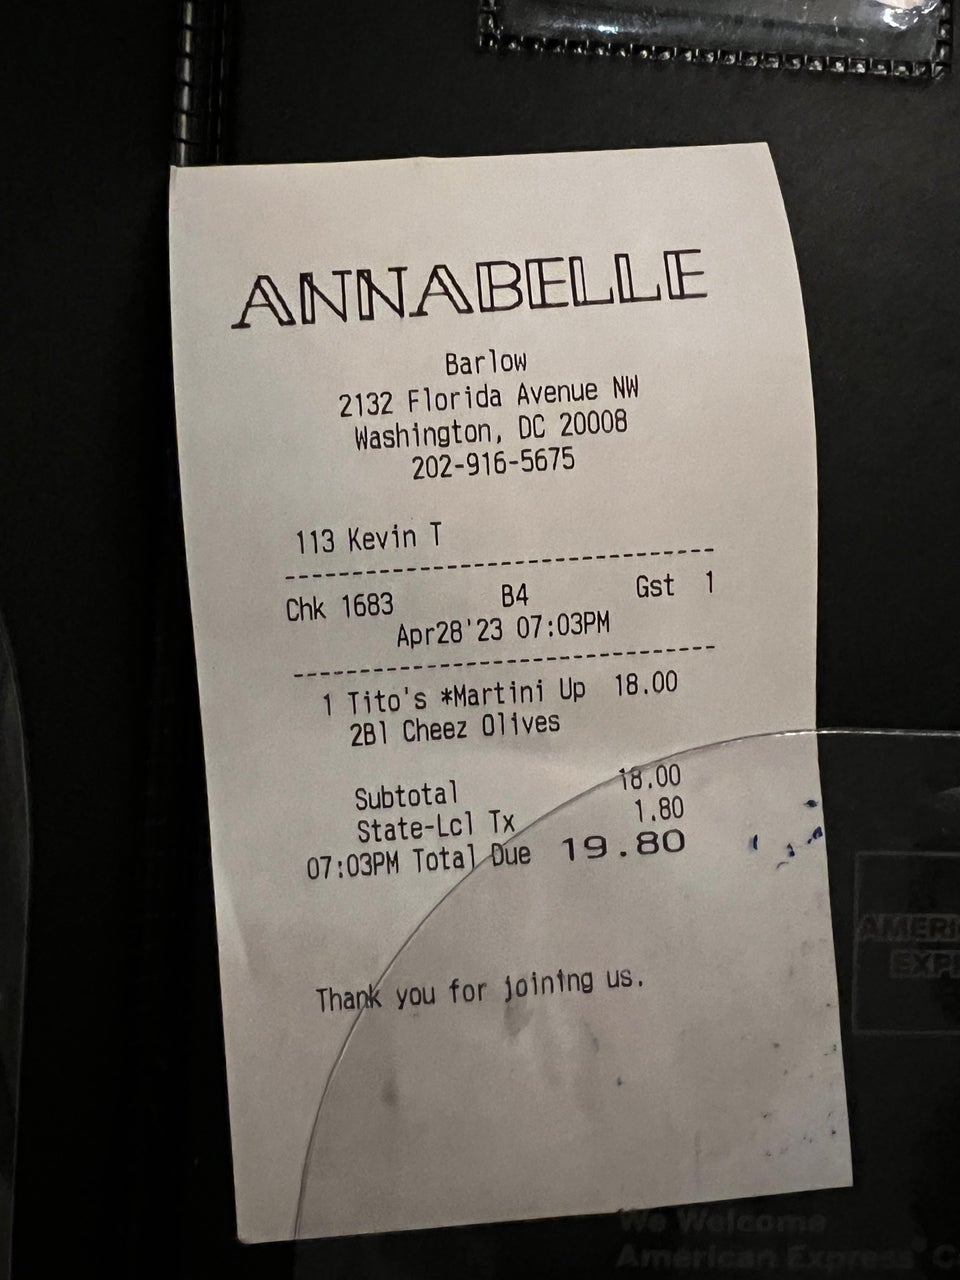 ANNABELLE
Barlow
2132 Florida Avenue NW
Washington, DC 20008
202-916-5675
113 Kevin T
Chk 1683 B4 Gst 1
Apr28'23 07:03PM
1 Tito's *Martini Up 18.00
2Bl Cheez Olives
Subtotal 18.00
State-Lcl Tx 1.80
07:03PM Total Due 19.80
Thank you for joining us.
AMERI
EXP
We Welcome
American Express C